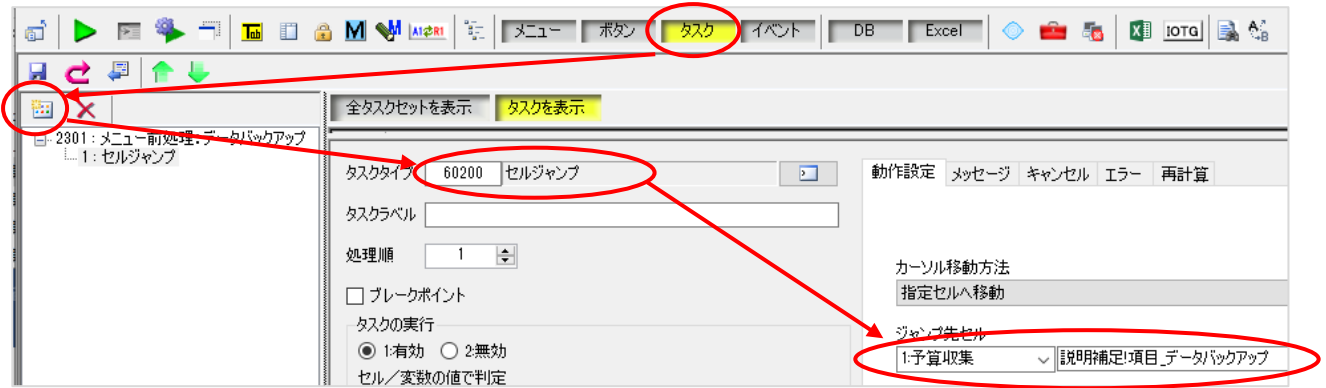 Tab M A1⇄R1 メニュー ボタン タスク イベント DB Excel IOTG
全タスクセットを表示 タスクを表示
2301 : メニュー前処理:データバックアップ
1 : セルジャンプ
タスクタイプ 60200 セルジャンプ
動作設定 メッセージ キャンセル エラー 再計算
タスクラベル
処理順 1
カーソル移動方法
ブレークポイント
指定セルへ移動
タスクの実行
ジャンプ先セル
1:有効 2:無効
1:予算収集 説明補足!項目_データバックアップ
セル/変数の値で判定